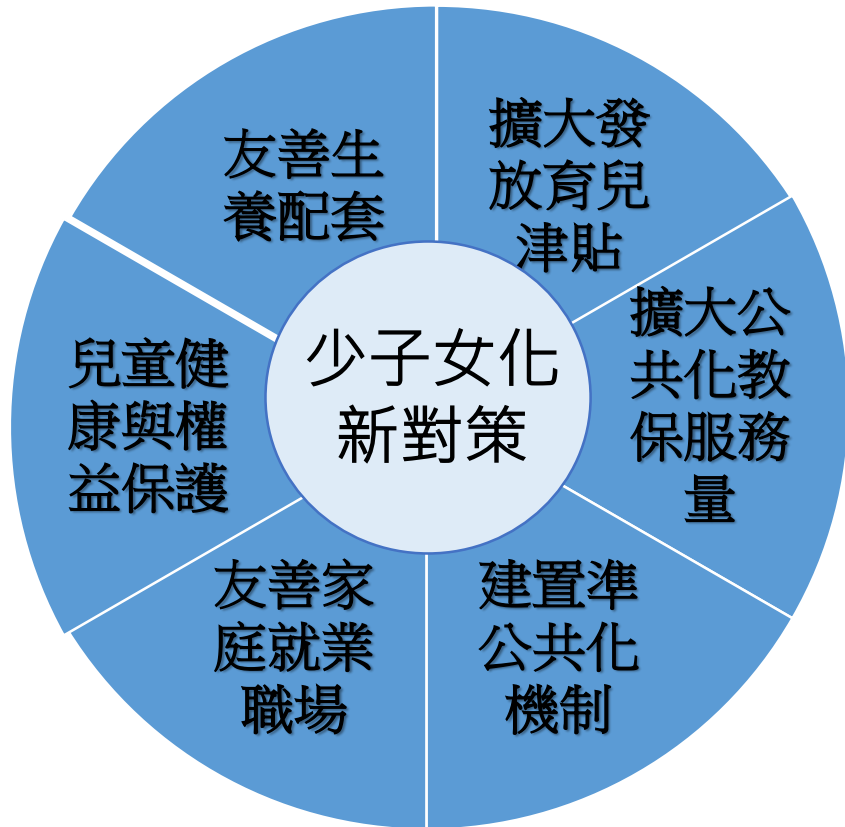 少子女化
新對策
擴大發
放育兒
津貼
擴大公
共化教
保服務
量
建置準
公共化
機制
友善家
庭就業
職場
兒童健
康與權
益保護
友善生
養配套